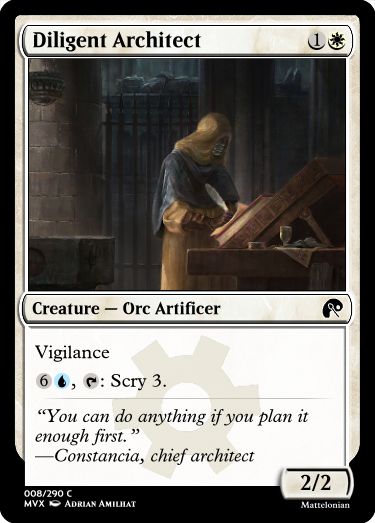 Diligent Architect 1
Creature — Orc Artificer
Vigilance
6, : Scry 3.
“You can do anything if you plan it
enough first.”
—Constancia, chief architect
2/2
008/290 C
MVX Adrian Amilhat
Mattelonian